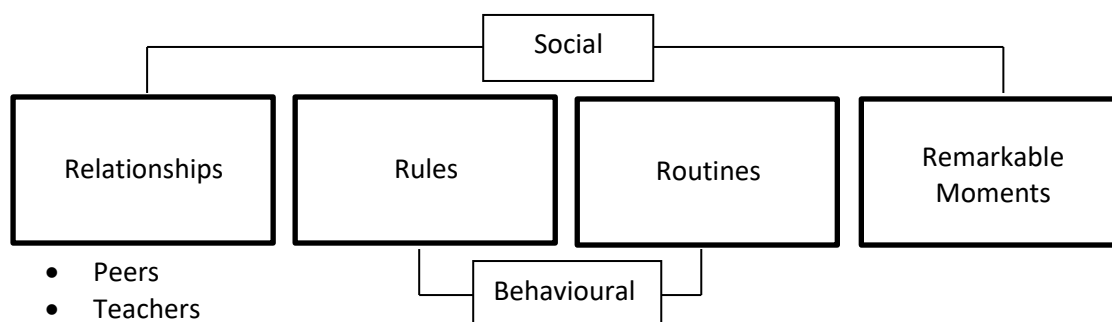 Social
Relationships
Rules
Routines
Remarkable
Moments
• Peers
• Teachers
Behavioural